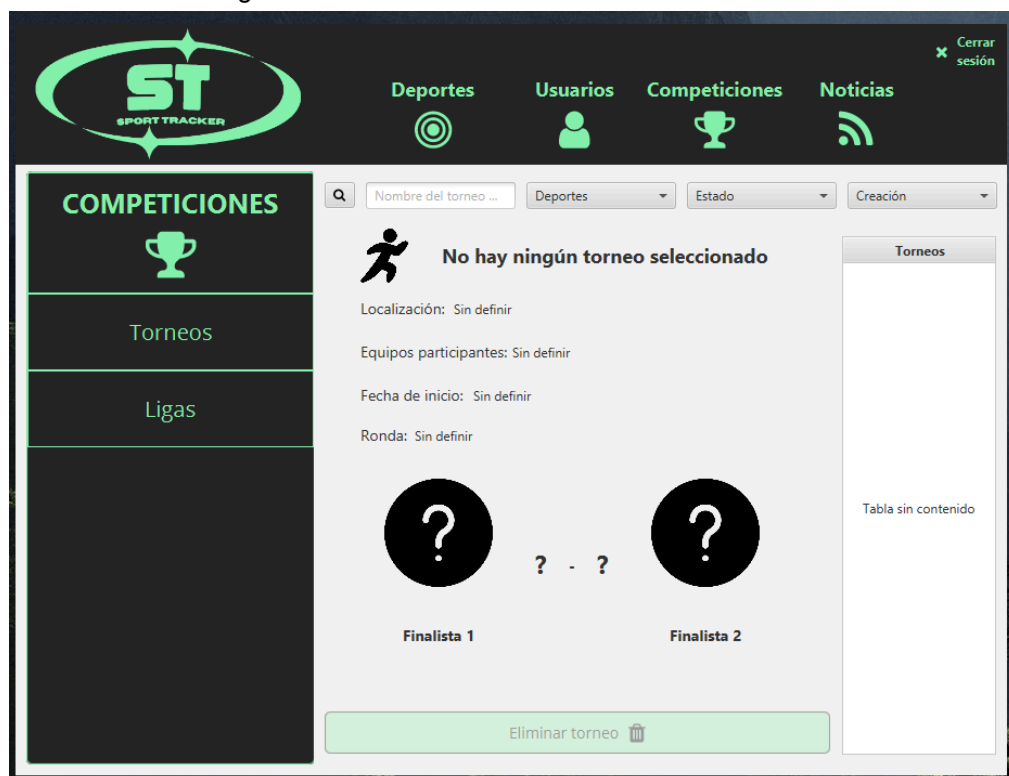 Cerrar
sesión
ST
SPORT TRACKER
Deportes Usuarios Competiciones Noticias
COMPETICIONES
Torneos
Ligas
Nombre del torneo ... Deportes Estado Creación
No hay ningún torneo seleccionado
Localización: Sin definir
Equipos participantes: Sin definir
Fecha de inicio: Sin definir
Ronda: Sin definir
? ?
? - ?
Finalista 1 Finalista 2
Eliminar torneo
Torneos
Tabla sin contenido